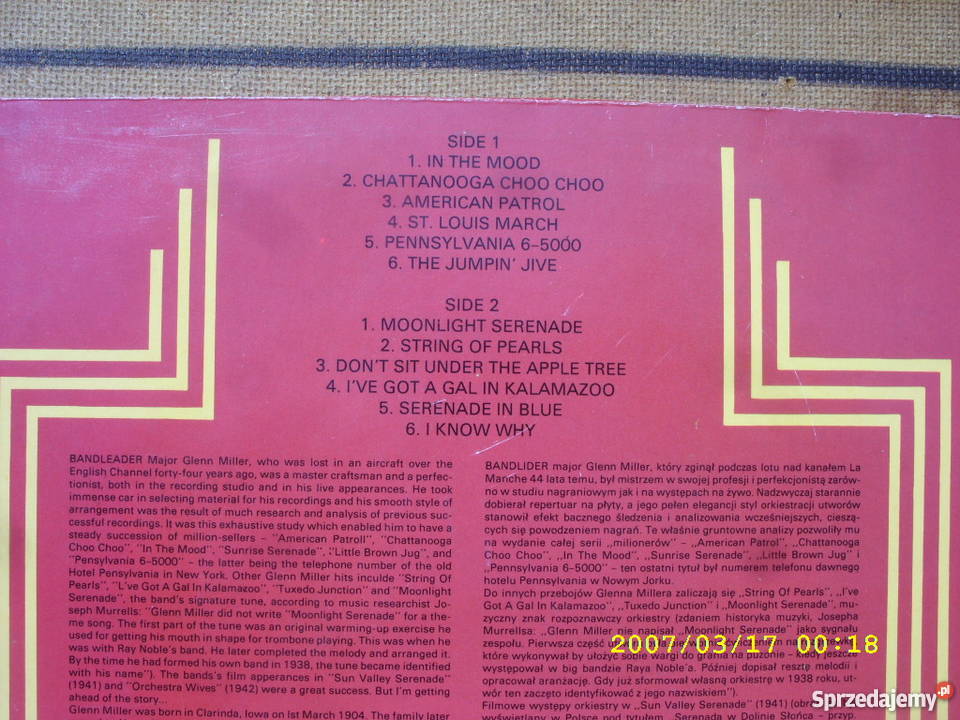 SIDE 1
1. IN THE MOOD
2. CHATTANOOGA CHOO CHOO
3. AMERICAN PATROL
4. ST. LOUIS MARCH
5. PENNSYLVANIA 6–5000
6. THE JUMPIN' JIVE
SIDE 2
1. MOONLIGHT SERENADE
2. STRING OF PEARLS
3. DON'T SIT UNDER THE APPLE TREE
4. I'VE GOT A GAL IN KALAMAZOO
5. SERENADE IN BLUE
6. I KNOW WHY
BANDLEADER Major Glenn Miller, who was lost in an aircraft over the
English Channel forty-four years ago, was a master craftsman and a perfec-
tionist, both in the recording studio and in his live appearances. He took
immense car in selecting material for his recordings and his smooth style of
arrangement was the result of much research and analysis of previous suc-
cessful recordings. It was this exhaustive study which enabled him to have a
steady succession of million-sellers - "American Patroll", "Chattanooga
Choo Choo", "In The Mood", "Sunrise Serenade", "Little Brown Jug", and
"Pensylvania 6–5000" – the latter being the telephone number of the old
Hotel Pensylvania in New York. Other Glenn Miller hits inculde "String Of
Pearls", "L've Got A Gal In Kalamazoo", "Tuxedo Junction" and "Moonlight
Serenade", the band's signature tune, according to music researchist Jo-
seph Murrells: "Glenn Miller did not write "Moonlight Serenade" for a the-
me song. The first part of the tune was an original warming-up exercise he
used for getting his mouth in shape for trombone playing. This was when he
was with Ray Noble's band. He later completed the melody and arranged it.
By the time he had formed his own band in 1938, the tune became identified
with his name"). The bands's film apperances in "Sun Valley Serenade"
(1941) and "Orchestra Wives" (1942) were a great success. But I'm getting
ahead of the story...
Glenn Miller was born in Clarinda, Iowa on Ist March 1904. The family later
BANDLIDER major Glenn Miller, który zginął podczas lotu nad kanałem La
Manche 44 lata temu, był mistrzem w swojej profesji i perfekcjonistą zarów-
no w studiu nagraniowym jak i na występach na żywo. Nadzwyczaj starannie
dobierał repertuar na płyty, a jego pełen elegancji styl orkiestracji utworów
stanowił efekt bacznego śledzenia i analizowania wcześniejszych, cieszą-
cych się powodzeniem nagrań. Te właśnie gruntowne analizy pozwoliły mu
na wydanie całej serii „milionerów" – „American Patrol", „Chattanooga
Choo Choo", „In The Mood", „Sunrise Serenade", „Little Brown Jug" i
„Pennsylvania 6–5000" – ten ostatni tytuł był numerem telefonu dawnego
hotelu Pennsylvania w Nowym Jorku.
Do innych przebojów Glenna Millera zaliczają się „String Of Pearls", „I've
Got A Gal In Kalamazoo", „Tuxedo Junction" i „Moonlight Serenade", mu-
zyczny znak rozpoznawczy orkiestry (zdaniem historyka muzyki, Josepha
Murrellsa: „Glenn Miller nie napisał „Moonlight Serenade" jako sygnału
zespołu. Pierwsza część
które wykonywał by ułożyć sobie wargi do grania na puzonie – kiedy jeszcze
występował w big bandzie Raya Noble'a. Później dopisał resztę melodii i
opracował aranżację. Gdy już sformował własną orkiestrę w 1938 roku, ut-
wór ten zaczęto identyfikować z jego nazwiskiem").
Filmowe występy orkiestry w „Sun Valley Serenade" (1941)
wyświetlany w Polsce pod tytułem „Serenada w Dolinie Słońca" – przyp.
2007/03/17 00:18
Sprzedajemy.pl